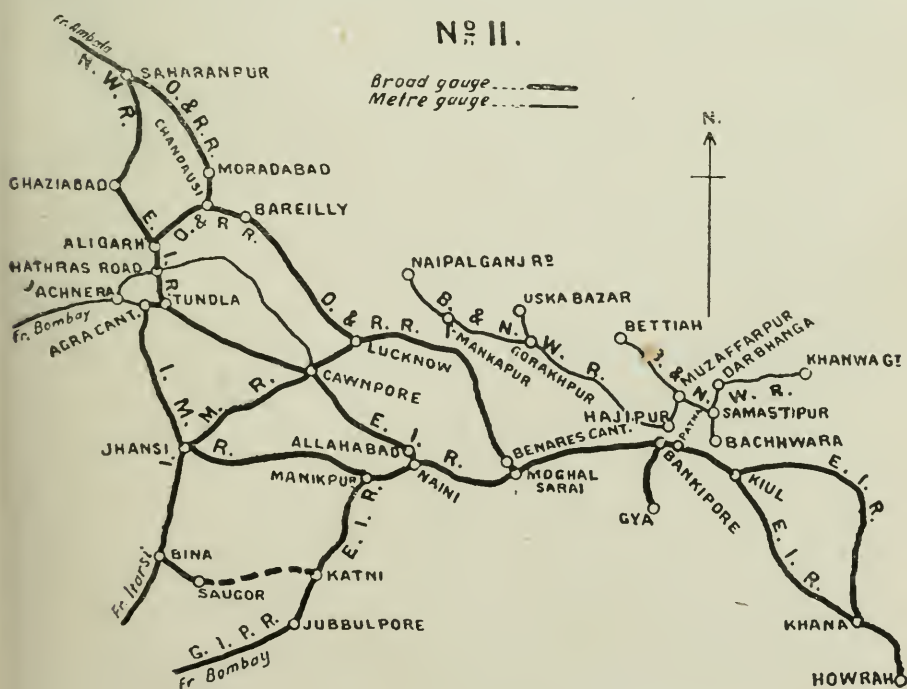 Nº II.
Broad gauge
Metre gauge
N.
Fr. Ambala
SAHARANPUR
N. W. R.
O. & R. R.
CHANDAUSI
MORADABAD
GHAZIABAD
BAREILLY
E. I. R.
O. & R R.
ALIGARH
HATHRAS ROAD
ACHNERA
TUNDLA
Fr. Bombay
AGRA CANT.
NAIPALGANJ RD
USKA BAZAR
B. & N. W. R.
MANKAPUR
GORAKHPUR
BETTIAH
B. & N. W. R.
MUZAFFARPUR
DARBHANGA
KHANWA GT
O. & R. R.
LUCKNOW
CAWNPORE
I. M. R.
HAJIPUR
SAMASTIPUR
BACHHWARA
PATNA
JHANSI
I. M. R.
ALLAHABAD
E. I. R.
BENARES CANT.
MANIKPUR
NAINI
MOGHAL
SARAI
BANKIPORE
KIUL
E. I. R.
GYA
E. I. R.
BINA
E. I. R.
Fr. Itarsi
SAUGOR
KATNI
G. I. P. R.
JUBBULPORE
Fr Bombay
KHANA
HOWRAH